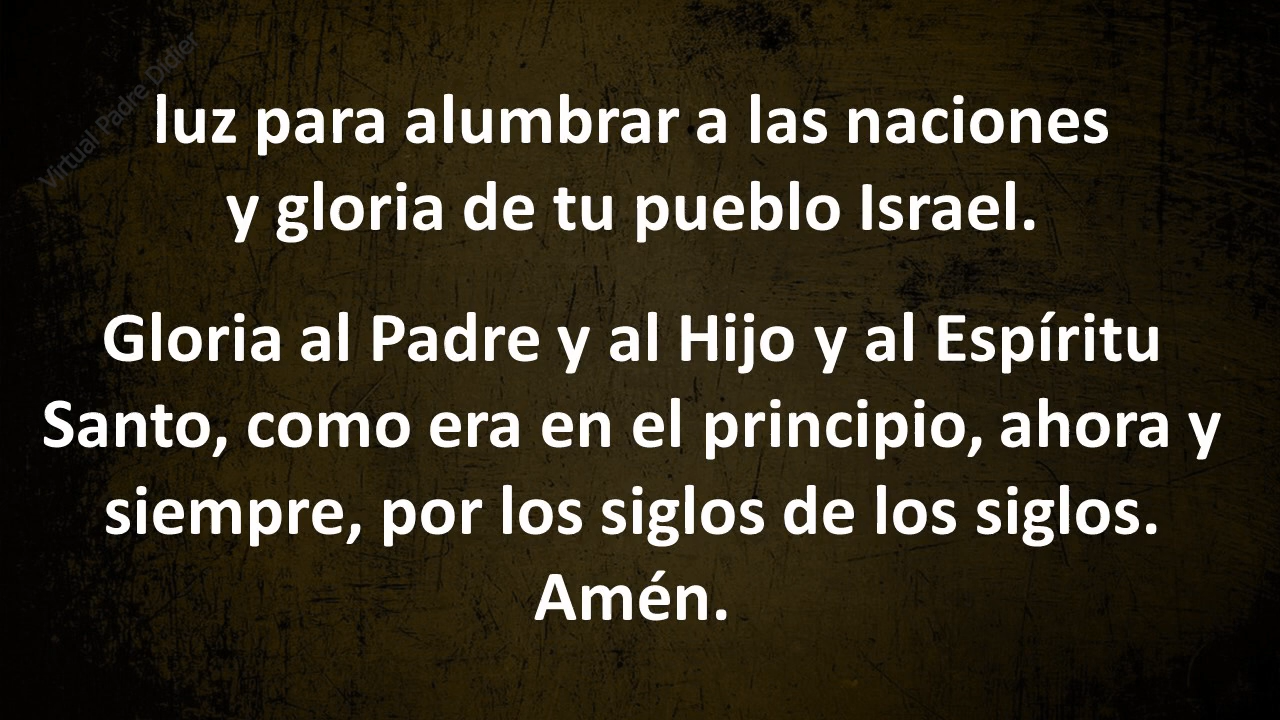 Virtual Padre Didier
luz para alumbrar a las naciones
y gloria de tu pueblo Israel.
Gloria al Padre y al Hijo y al Espíritu
Santo, como era en el principio, ahora y
siempre, por los siglos de los siglos.
Amén.